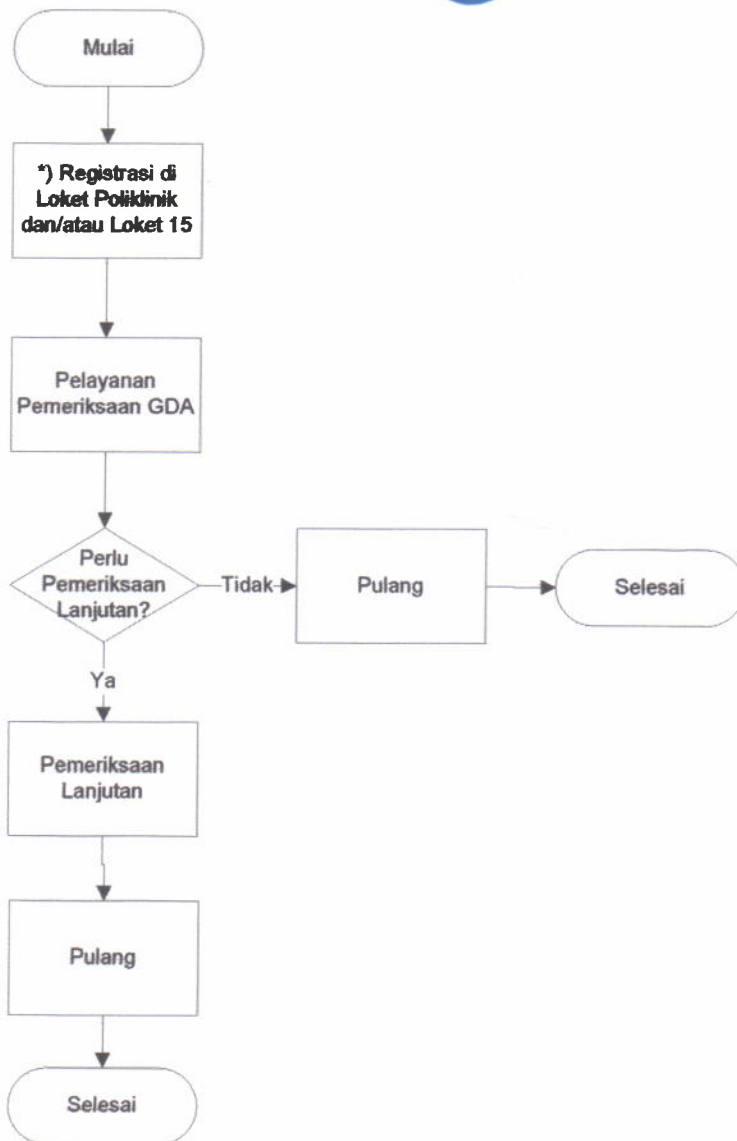 Mulai
*) Registrasi di
Loket Poliklinik
dan/atau Loket 15
Pelayanan
Pemeriksaan GDA
Perlu
Pemeriksaan
Lanjutan?
Tidak
Pulang
Selesai
Ya
Pemeriksaan
Lanjutan
Pulang
Selesai